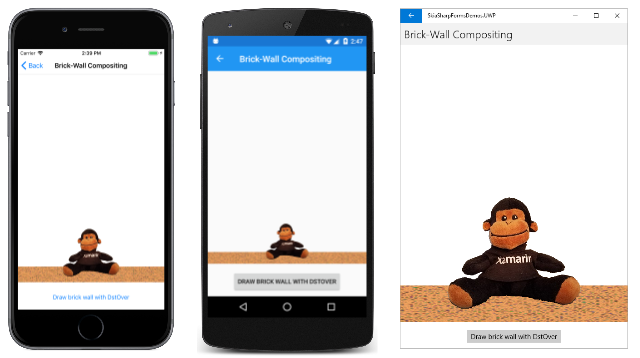 Carrier 2:39 PM
Back Brick-Wall Compositing
Draw brick wall with DstOver
2:47
Brick-Wall Compositing
DRAW BRICK WALL WITH DSTOVER
SkiaSharpFormsDemos.UWP
Brick-Wall Compositing
Xamarin
Draw brick wall with DstOver